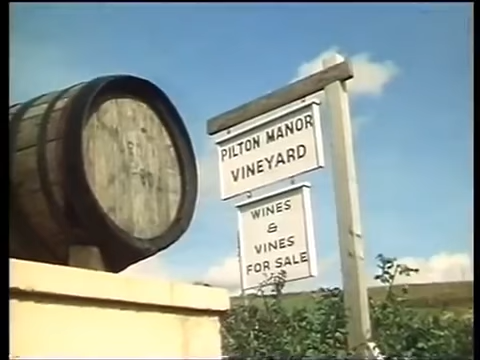 PILTON MANOR
VINEYARD
WINES
&
VINES
FOR SALE